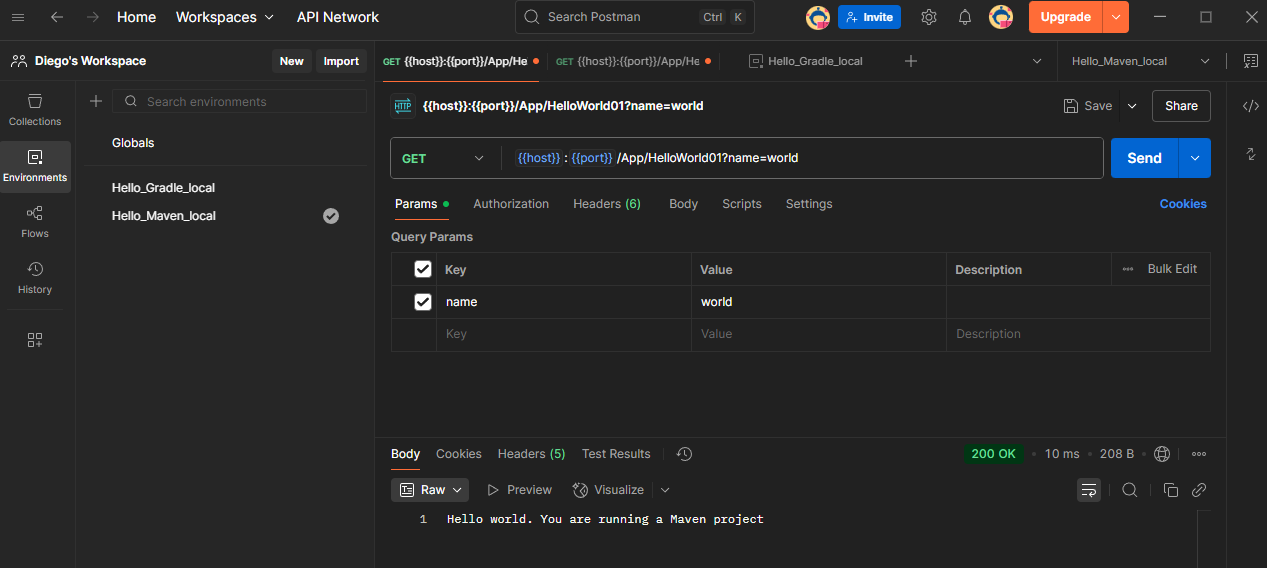 Home Workspaces API Network Search Postman Ctrl K Invite Upgrade
Diego's Workspace New Import
GET {{host}}:{{port}}/App/He GET {{host}}:{{port}}/App/He Hello_Gradle_local Hello_Maven_local
Collections
Environments
Flows
History
Search environments
Globals
Hello_Gradle_local
Hello_Maven_local
HTTP {{host}}:{{port}}/App/HelloWorld01?name=world Save Share
GET {{host}} : {{port}} /App/HelloWorld01?name=world Send
Params Authorization Headers (6) Body Scripts Settings Cookies
Query Params
Key Value Description Bulk Edit
name world
Key Value Description
Body Cookies Headers (5) Test Results 200 OK 10 ms 208 B
Raw Preview Visualize
1 Hello world. You are running a Maven project